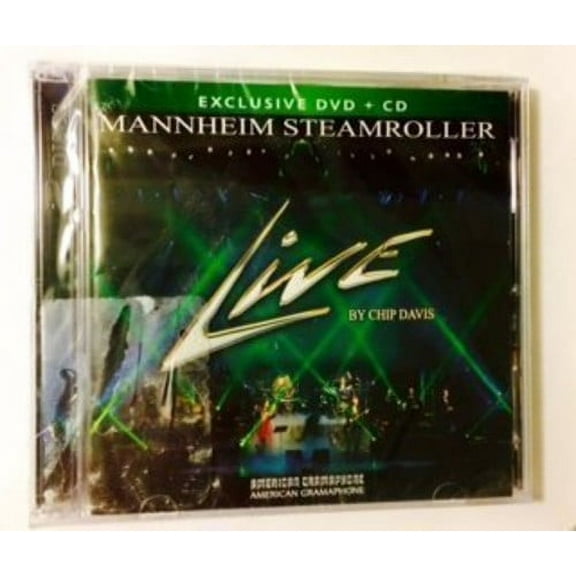 EXCLUSIVE DVD + CD
MANNHEIM STEAMROLLER
LIVE
BY CHIP DAVIS
AMERICAN GRAMAPHONE
AMERICAN GRAMAPHONE